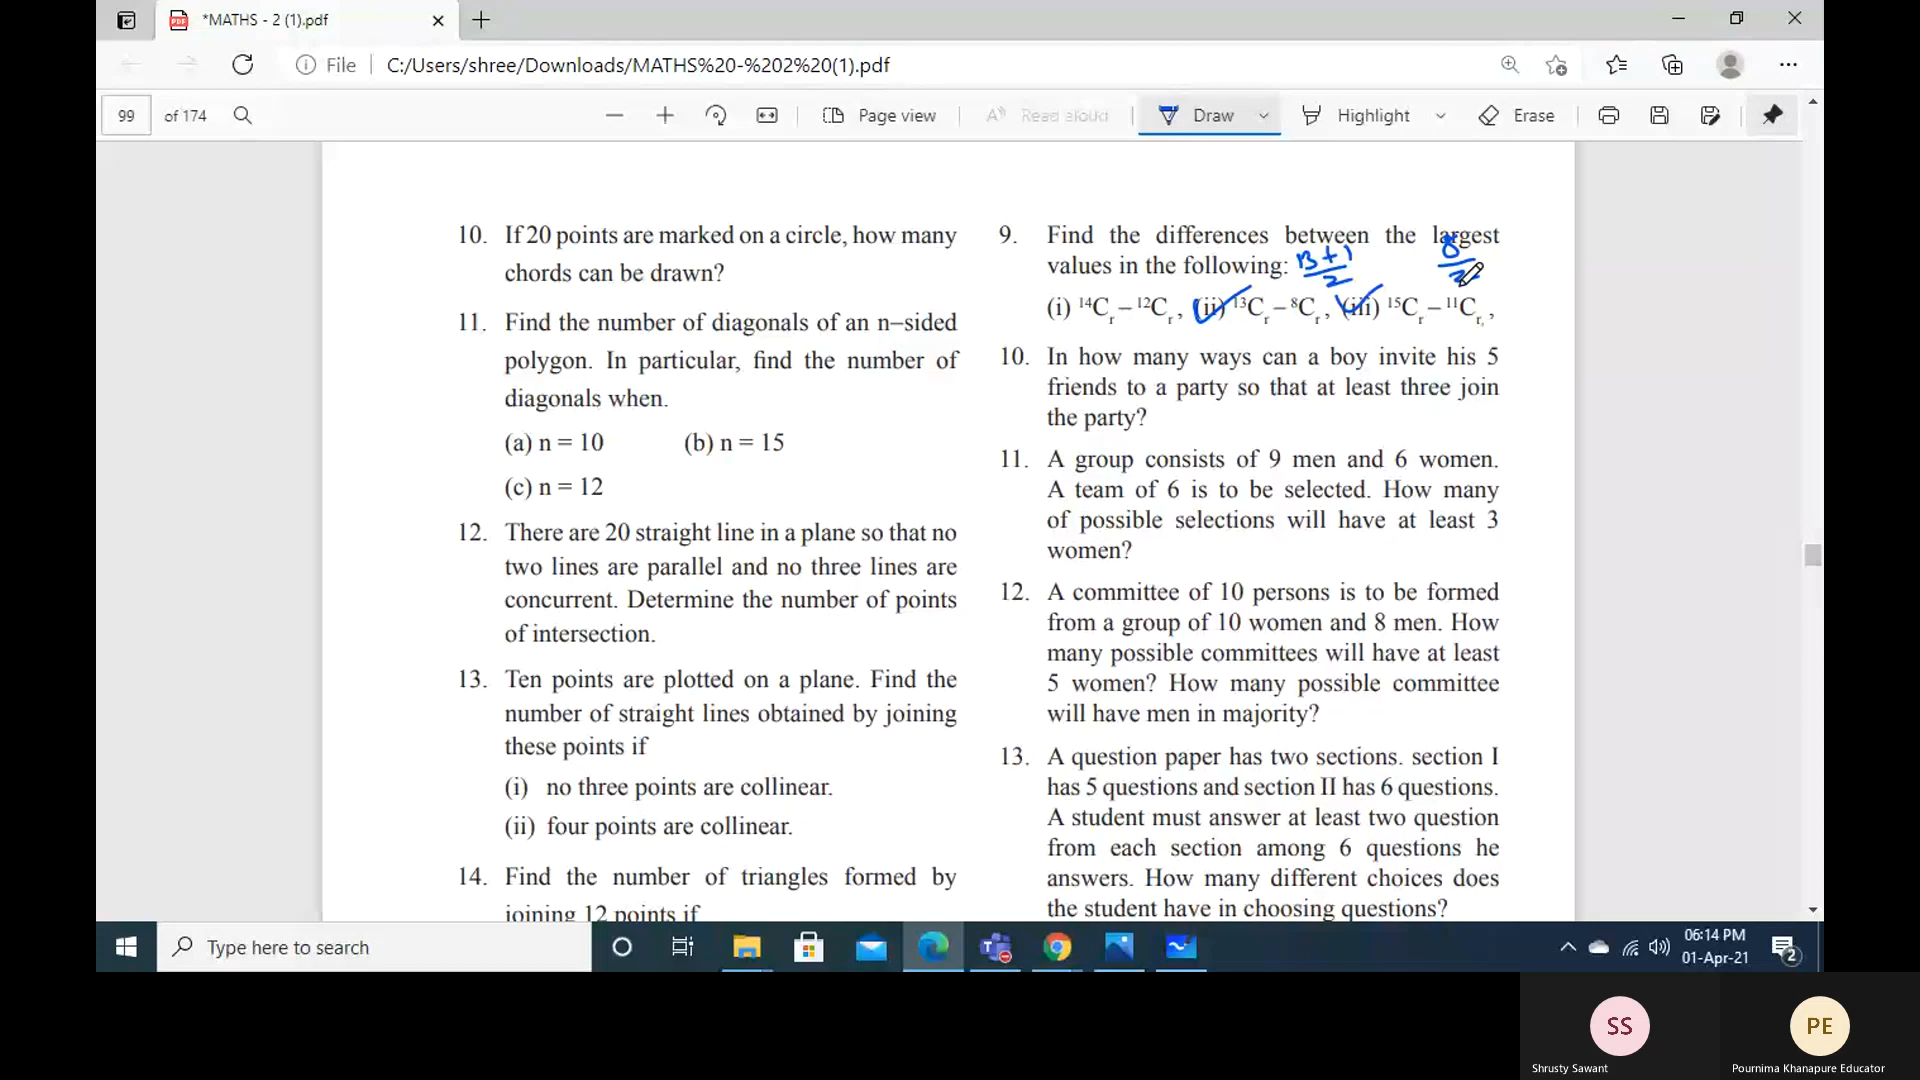 *MATHS - 2 (1).pdf
File
C:/Users/shree/Downloads/MATHS%20-%202%20(1).pdf
99 of 174
Page view
Read aloud
Draw
Highlight
Erase
10. If 20 points are marked on a circle, how many
chords can be drawn?
11. Find the number of diagonals of an n–sided
polygon. In particular, find the number of
diagonals when.
(a) n = 10 (b) n = 15
(c) n = 12
12. There are 20 straight line in a plane so that no
two lines are parallel and no three lines are
concurrent. Determine the number of points
of intersection.
13. Ten points are plotted on a plane. Find the
number of straight lines obtained by joining
these points if
(i) no three points are collinear.
(ii) four points are collinear.
14. Find the number of triangles formed by
joining 12 points if
9. Find the differences between the largest
values in the following:
13+1
2
8
2
(i) ¹⁴Cᵣ – ¹²Cᵣ , (ii) ¹³Cᵣ – ⁸Cᵣ , (iii) ¹⁵Cᵣ – ¹¹Cᵣ, ,
10. In how many ways can a boy invite his 5
friends to a party so that at least three join
the party?
11. A group consists of 9 men and 6 women.
A team of 6 is to be selected. How many
of possible selections will have at least 3
women?
12. A committee of 10 persons is to be formed
from a group of 10 women and 8 men. How
many possible committees will have at least
5 women? How many possible committee
will have men in majority?
13. A question paper has two sections. section I
has 5 questions and section II has 6 questions.
A student must answer at least two question
from each section among 6 questions he
answers. How many different choices does
the student have in choosing questions?
Type here to search
06:14 PM
01-Apr-21
2
SS
Shrusty Sawant
PE
Pournima Khanapure Educator